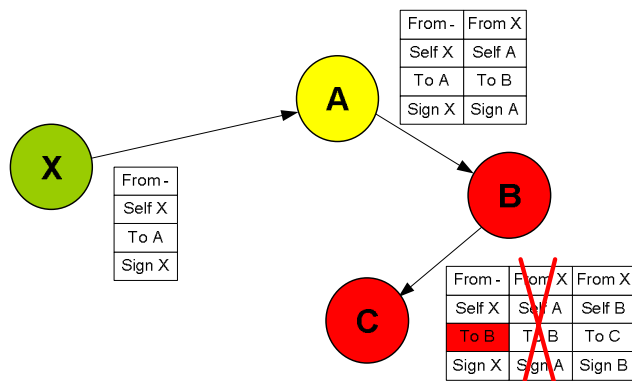 From - From X
Self X Self A
To A To B
Sign X Sign A
A
X
B
From -
Self X
To A
Sign X
C
From - From X From X
Self X Self A Self B
To B To B To C
Sign X Sign A Sign B